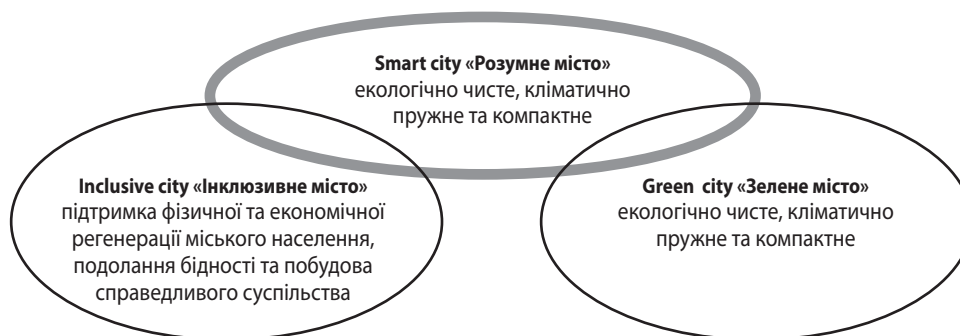 Smart city «Розумне місто»
екологічно чисте, кліматично
пружне та компактне
Inclusive city «Інклюзивне місто»
підтримка фізичної та економічної
регенерації міського населення,
подолання бідності та побудова
справедливого суспільства
Green city «Зелене місто»
екологічно чисте, кліматично
пружне та компактне